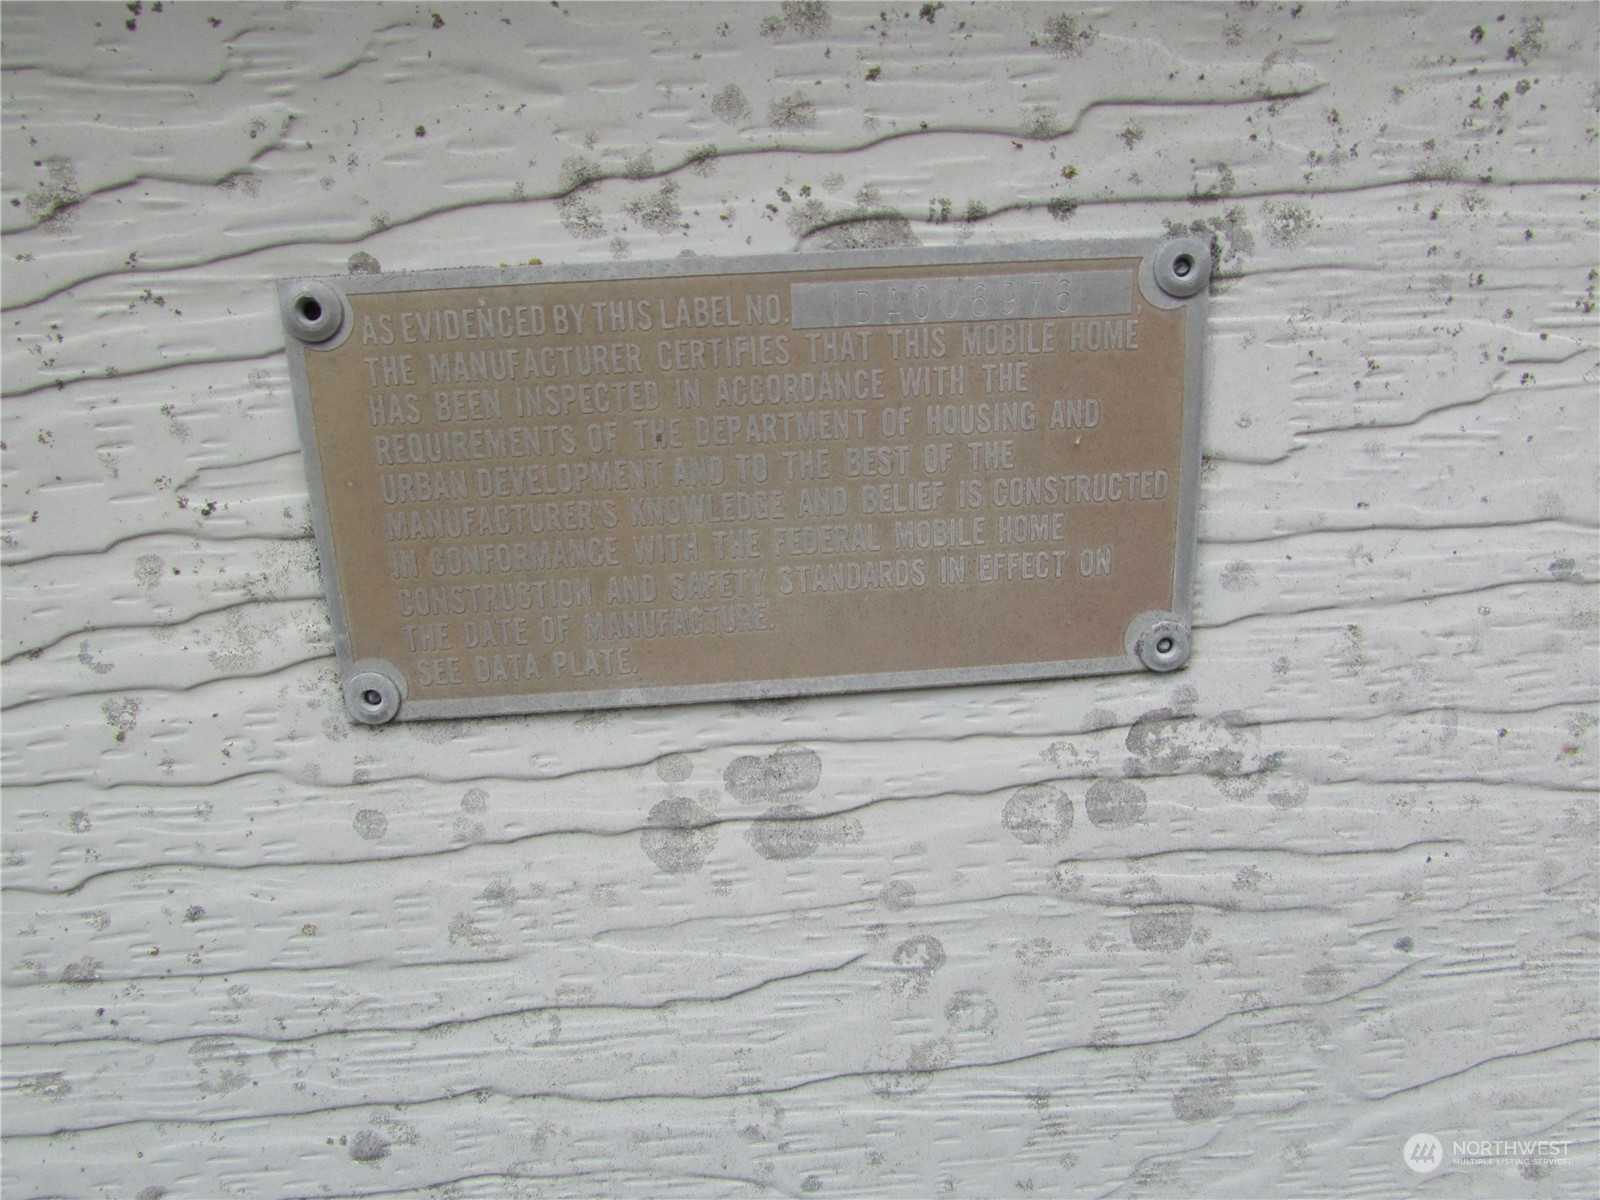 AS EVIDENCED BY THIS LABEL NO.
THE MANUFACTURER CERTIFIES THAT THIS MOBILE HOME
HAS BEEN INSPECTED IN ACCORDANCE WITH THE
REQUIREMENTS OF THE DEPARTMENT OF HOUSING AND
URBAN DEVELOPMENT AND TO THE BEST OF THE
MANUFACTURER'S KNOWLEDGE AND BELIEF IS CONSTRUCTED
IN CONFORMANCE WITH THE FEDERAL MOBILE HOME
CONSTRUCTION AND SAFETY STANDARDS IN EFFECT ON
THE DATE OF MANUFACTURE.
SEE DATA PLATE.
NORTHWEST
MULTIPLE LISTING SERVICE